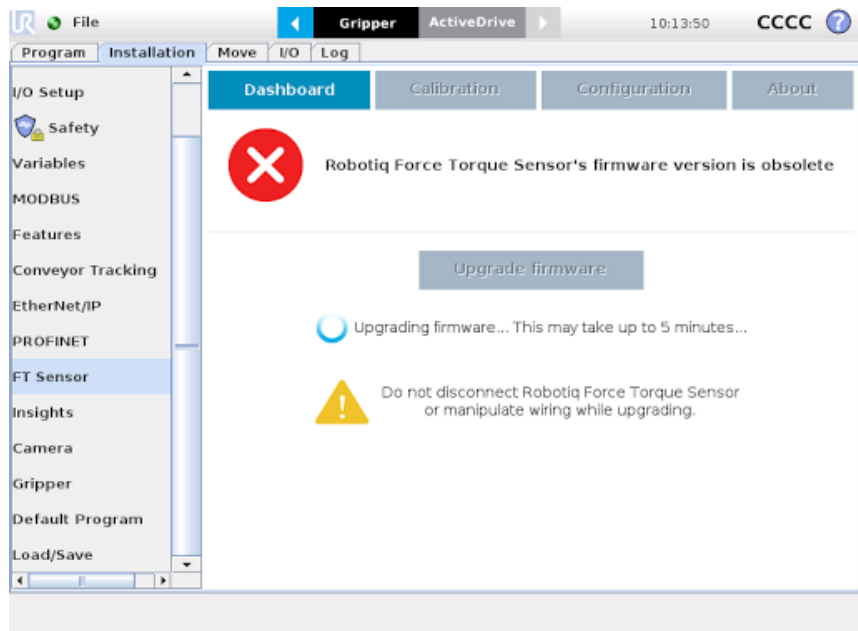 UR File Gripper ActiveDrive 10:13:50 CCCC ?
Program Installation Move I/O Log
I/O Setup
Safety
Variables
MODBUS
Features
Conveyor Tracking
EtherNet/IP
PROFINET
FT Sensor
Insights
Camera
Gripper
Default Program
Load/Save
Dashboard Calibration Configuration About
Robotiq Force Torque Sensor's firmware version is obsolete
Upgrade firmware
Upgrading firmware... This may take up to 5 minutes...
Do not disconnect Robotiq Force Torque Sensor
or manipulate wiring while upgrading.